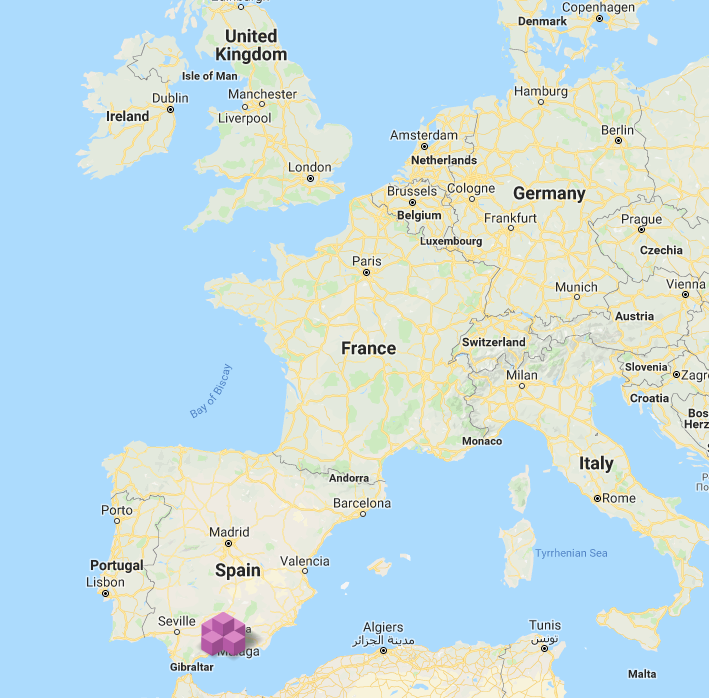 Edinburgh
Copenhagen
Denmark
United
Kingdom
Isle of Man
Hamburg
Manchester
Dublin
Ireland
Liverpool
Amsterdam
Berlin
Netherlands
London
Brussels
Cologne
Germany
Belgium
Frankfurt
Prague
Luxembourg
Czechia
Paris
Munich
Vienna
Austria
Switzerland
France
Milan
Slovenia
Zagr
Croatia
Bay of Biscay
Bos
Herz
Monaco
Italy
Andorra
Rome
Barcelona
Porto
Madrid
Tyrrhenian Sea
Valencia
Portugal
Spain
Lisbon
Seville
Algiers
مدينة الجزائر
Tunis
تونس
Gibraltar
Malta